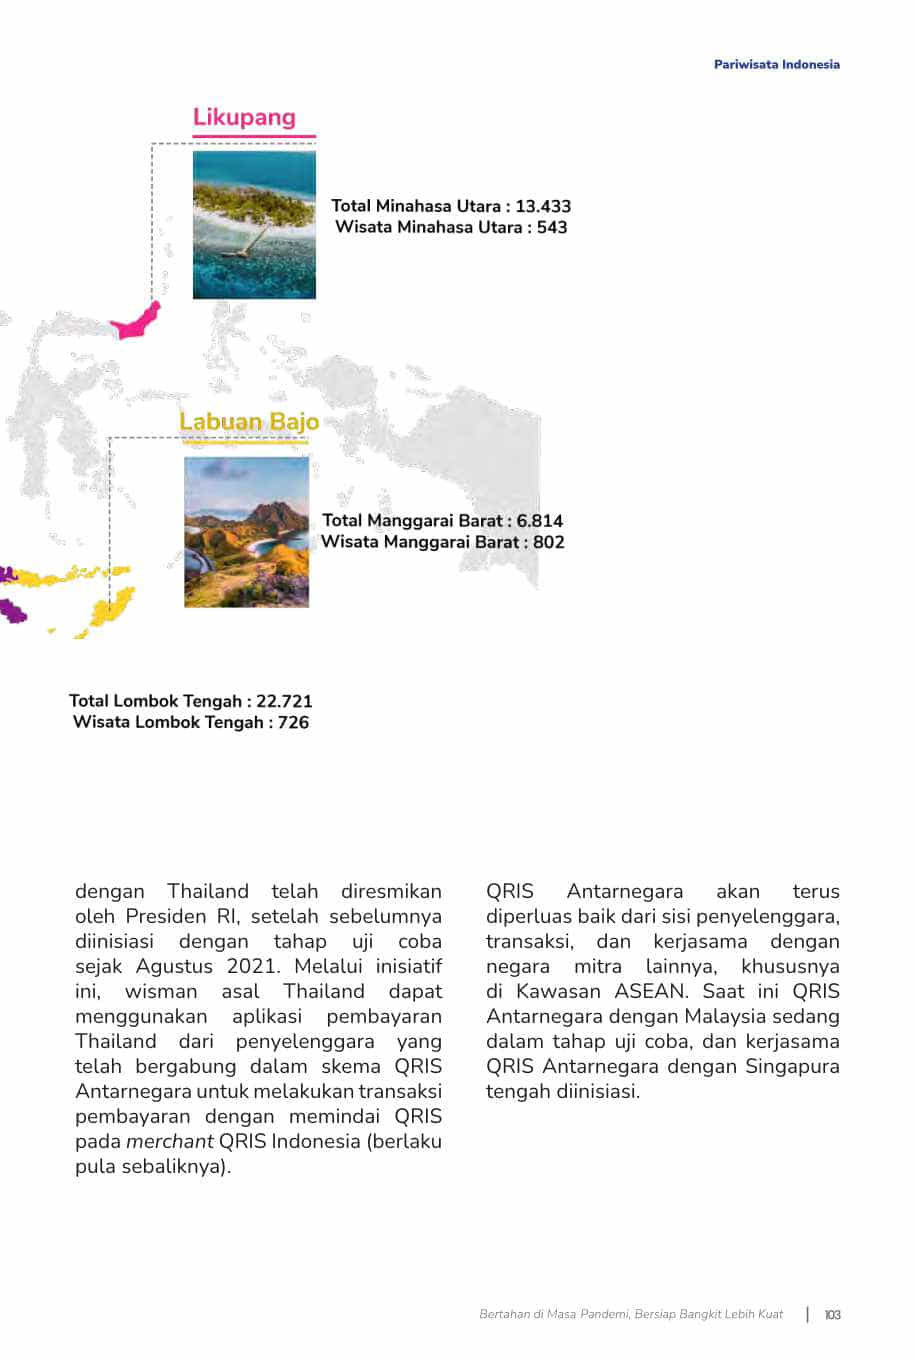 Pariwisata Indonesia
Likupang
Total Minahasa Utara : 13.433
Wisata Minahasa Utara : 543
Labuan Bajo
Total Manggarai Barat : 6.814
Wisata Manggarai Barat : 802
Total Lombok Tengah : 22.721
Wisata Lombok Tengah : 726
dengan Thailand telah diresmikan
oleh Presiden RI, setelah sebelumnya
diinisiasi dengan tahap uji coba
sejak Agustus 2021. Melalui inisiatif
ini, wisman asal Thailand dapat
menggunakan aplikasi pembayaran
Thailand dari penyelenggara yang
telah bergabung dalam skema QRIS
Antarnegara untuk melakukan transaksi
pembayaran dengan memindai QRIS
pada merchant QRIS Indonesia (berlaku
pula sebaliknya).
QRIS Antarnegara akan terus
diperluas baik dari sisi penyelenggara,
transaksi, dan kerjasama dengan
negara mitra lainnya, khususnya
di Kawasan ASEAN. Saat ini QRIS
Antarnegara dengan Malaysia sedang
dalam tahap uji coba, dan kerjasama
QRIS Antarnegara dengan Singapura
tengah diinisiasi.
Bertahan di Masa Pandemi, Bersiap Bangkit Lebih Kuat | 103